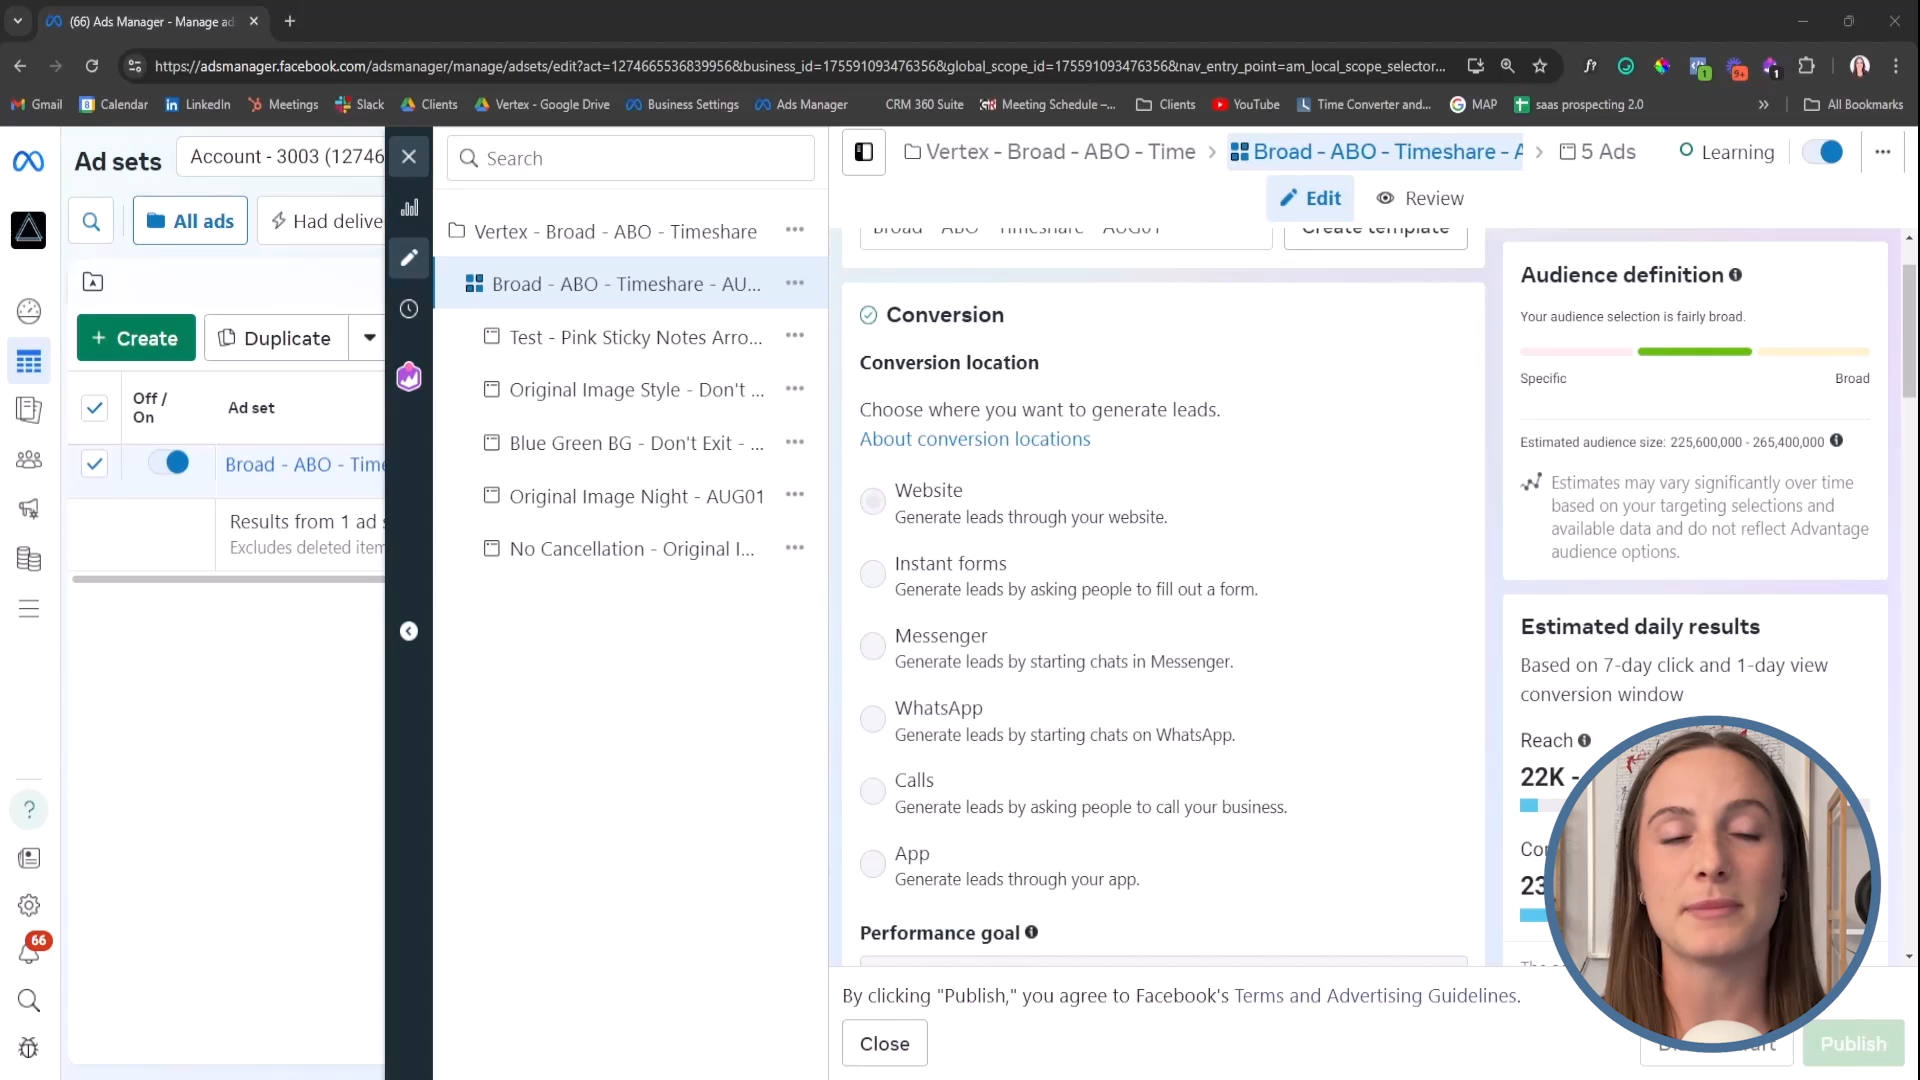 (66) Ads Manager - Manage ad
https://adsmanager.facebook.com/adsmanager/manage/adsets/edit?act=1274665536839956&business_id=175591093476356&global_scope_id=175591093476356&nav_entry_point=am_local_scope_selector...
Gmail
Calendar
LinkedIn
Meetings
Slack
Clients
Vertex - Google Drive
Business Settings
Ads Manager
CRM 360 Suite
Meeting Schedule –...
Clients
YouTube
Time Converter and...
MAP
saas prospecting 2.0
»
All Bookmarks
Ad sets
Account - 3003 (12746
All ads
Had delive
+ Create
Duplicate
Off / On
Ad set
Broad - ABO - Time
Results from 1 ad s
Excludes deleted item
66
Search
Vertex - Broad - ABO - Timeshare
Broad - ABO - Timeshare - AU...
Test - Pink Sticky Notes Arro...
Original Image Style - Don't ...
Blue Green BG - Don't Exit - ...
Original Image Night - AUG01
No Cancellation - Original I...
Vertex - Broad - ABO - Time
Broad - ABO - Timeshare - A
5 Ads
Learning
Edit
Review
Broad - ABO - Timeshare - AUG01
Create template
Conversion
Conversion location
Choose where you want to generate leads.
About conversion locations
Website
Generate leads through your website.
Instant forms
Generate leads by asking people to fill out a form.
Messenger
Generate leads by starting chats in Messenger.
WhatsApp
Generate leads by starting chats on WhatsApp.
Calls
Generate leads by asking people to call your business.
App
Generate leads through your app.
Performance goal
By clicking "Publish," you agree to Facebook's Terms and Advertising Guidelines.
Close
Publish
Audience definition
Your audience selection is fairly broad.
Specific
Broad
Estimated audience size: 225,600,000 - 265,400,000
Estimates may vary significantly over time
based on your targeting selections and
available data and do not reflect Advantage
audience options.
Estimated daily results
Based on 7-day click and 1-day view
conversion window
Reach
22K -